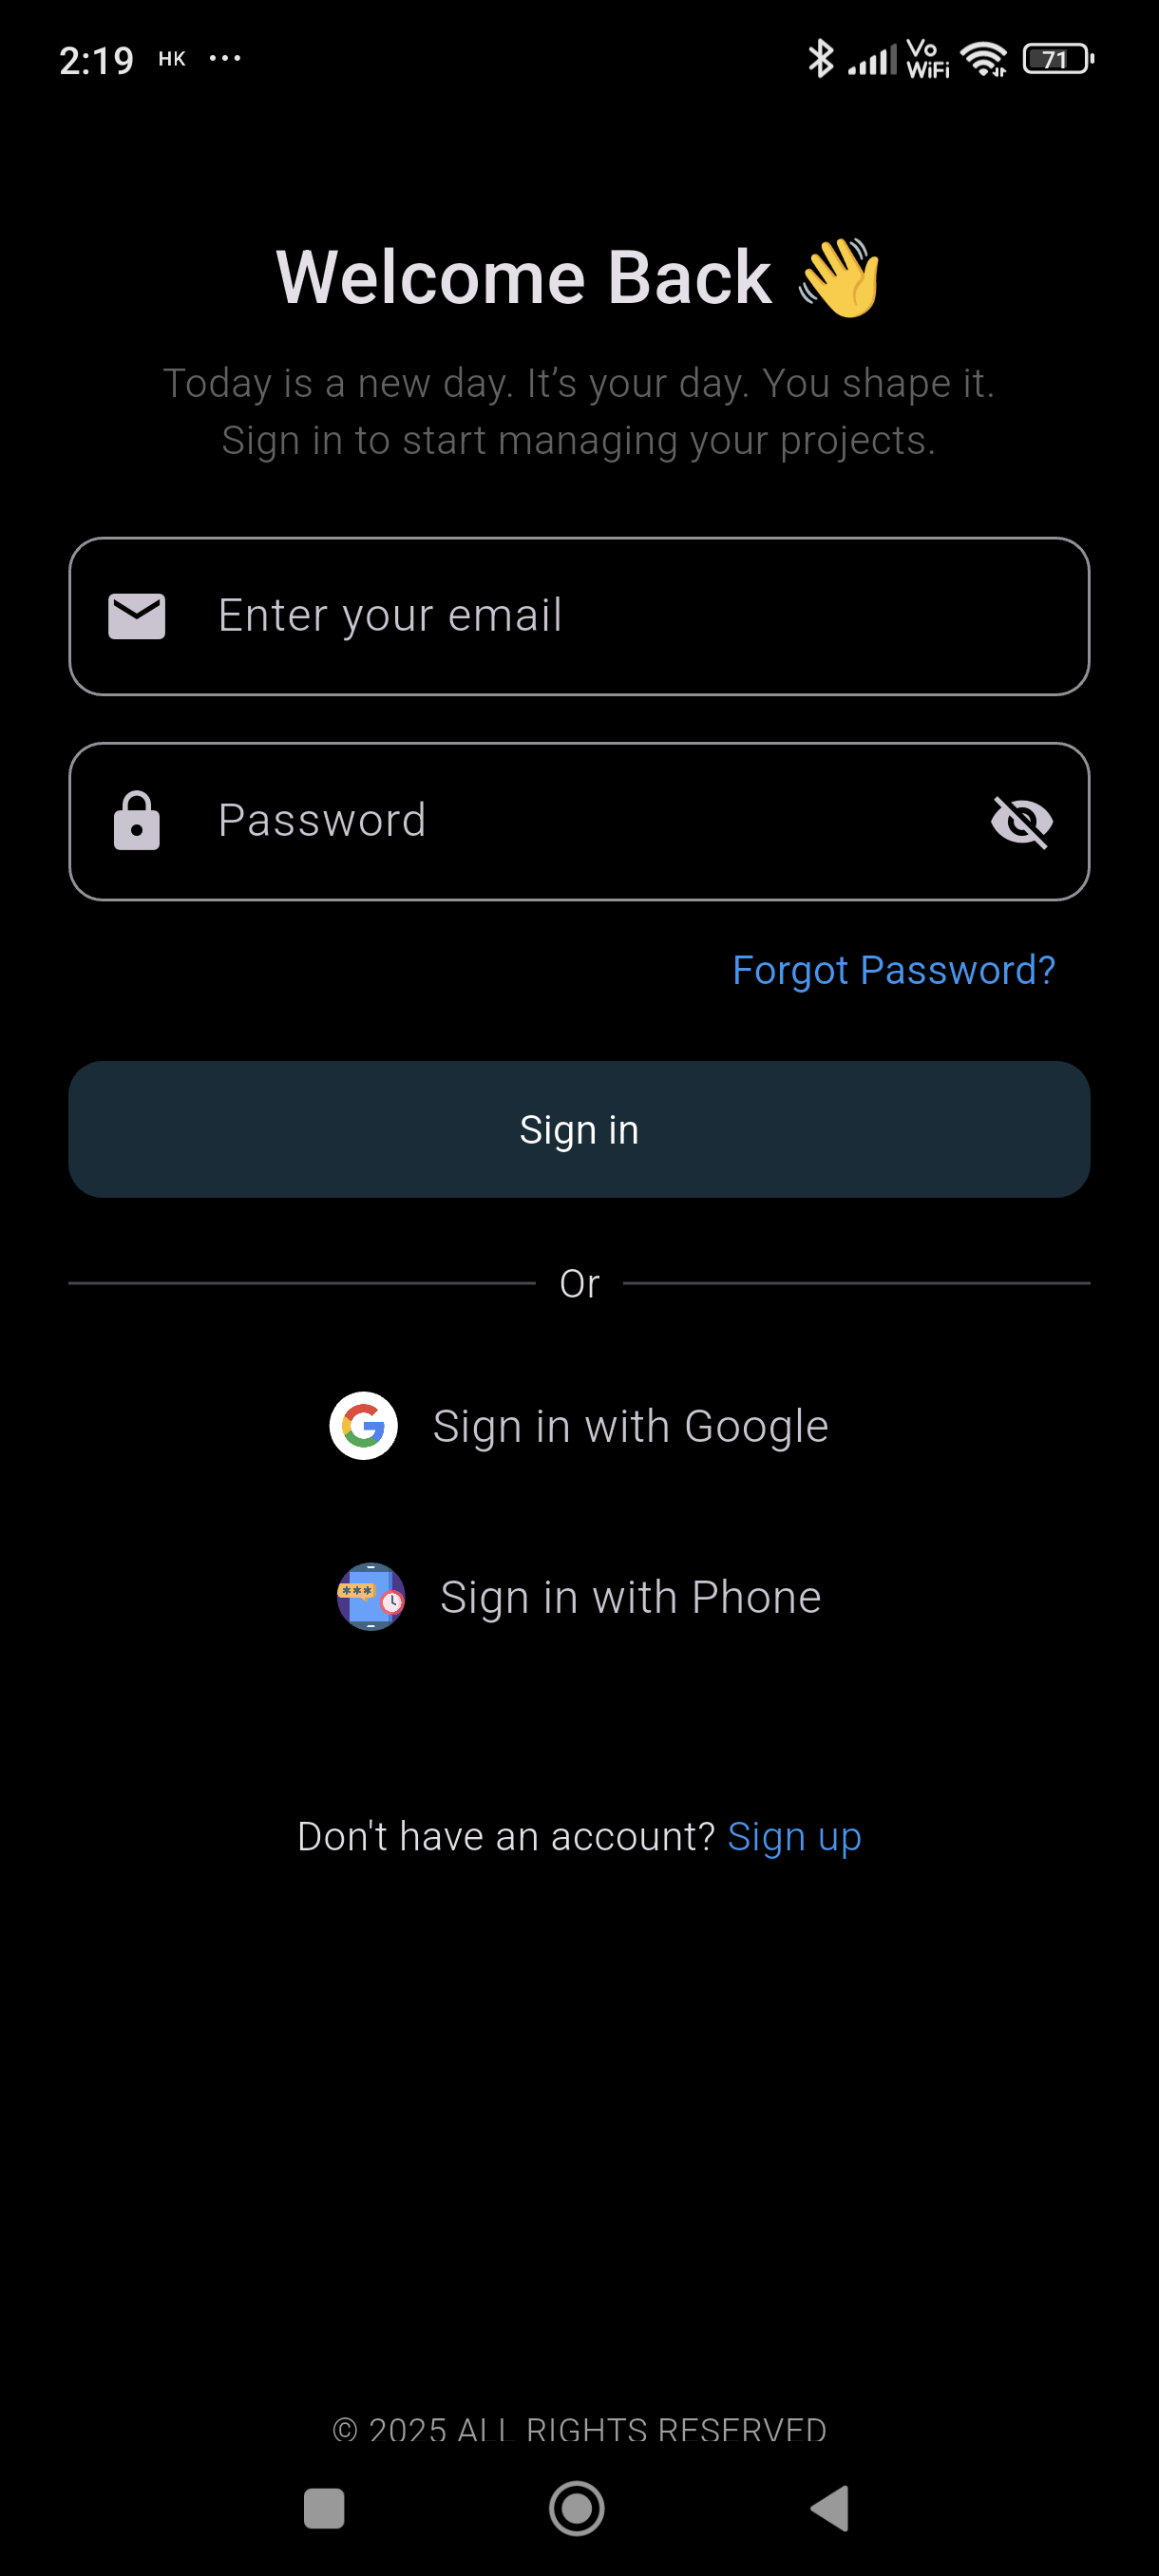 2:19 HK ... Vo WiFi 71
Welcome Back 👋
Today is a new day. It’s your day. You shape it.
Sign in to start managing your projects.
Enter your email
Password
Forgot Password?
Sign in
Or
Sign in with Google
Sign in with Phone
Don't have an account? Sign up
© 2025 ALL RIGHTS RESERVED